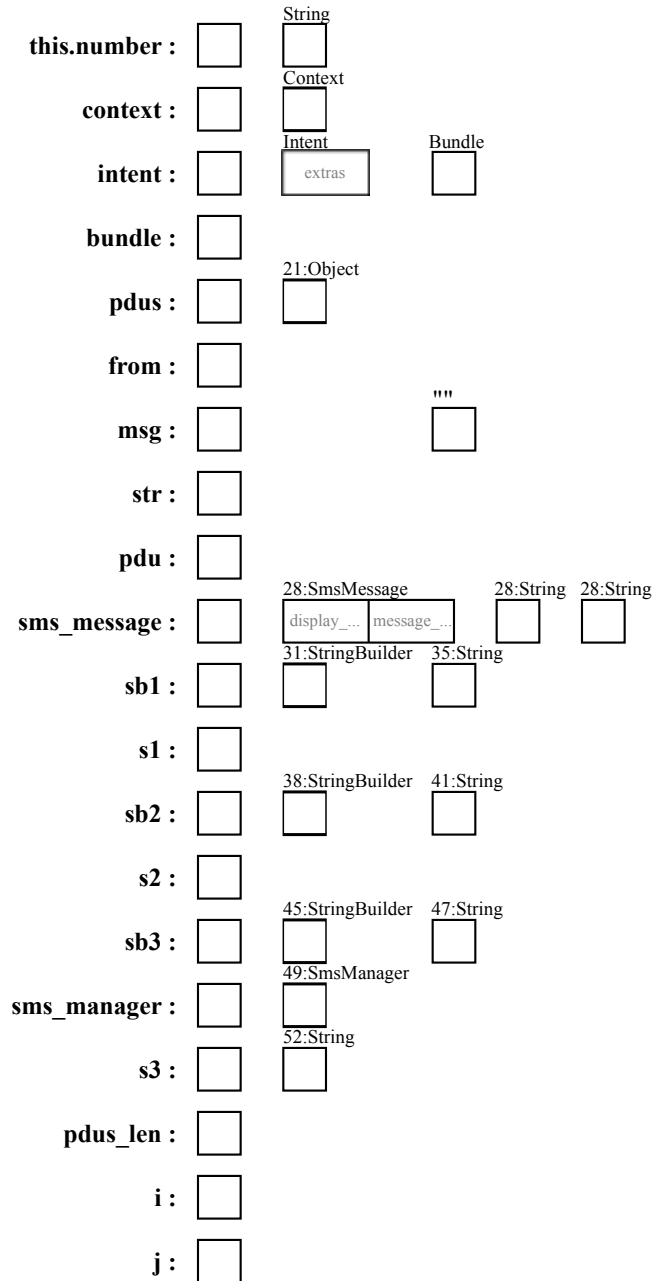 String
this.number :
Context
context :
Intent Bundle
intent : extras
bundle :
21:Object
pdus :
from :
""
msg :
str :
pdu :
28:SmsMessage 28:String 28:String
sms_message : display_... message_...
31:StringBuilder 35:String
sb1 :
s1 :
38:StringBuilder 41:String
sb2 :
s2 :
45:StringBuilder 47:String
sb3 :
49:SmsManager
sms_manager :
52:String
s3 :
pdus_len :
i :
j :